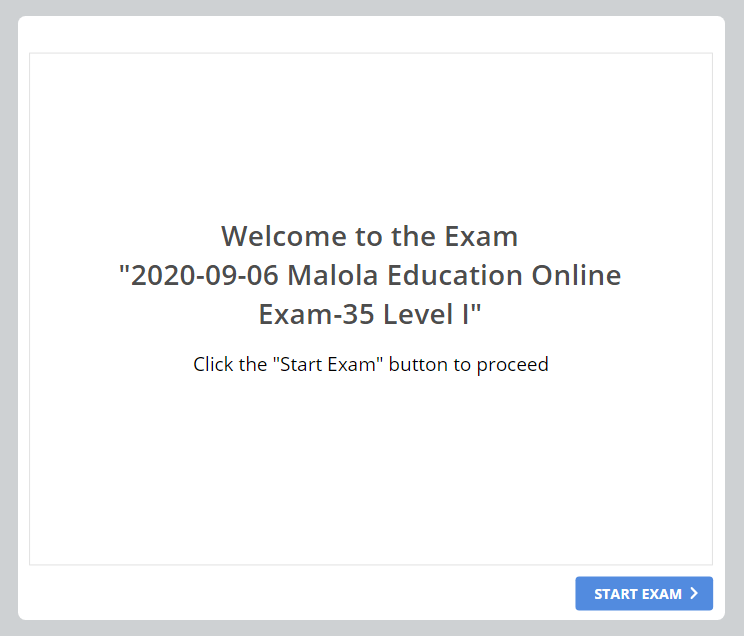 Welcome to the Exam
"2020-09-06 Malola Education Online
Exam-35 Level I"
Click the "Start Exam" button to proceed
START EXAM